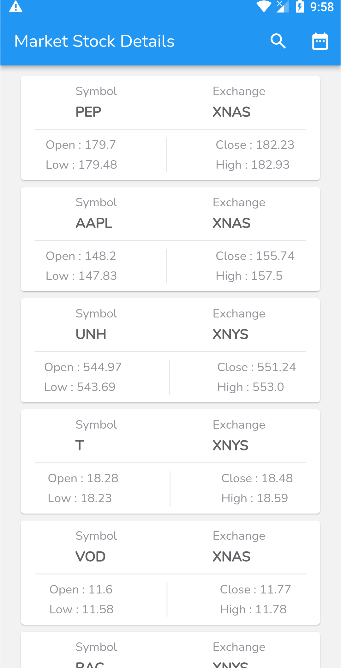 9:58
Market Stock Details
Symbol Exchange
PEP XNAS
Open : 179.7 Close : 182.23
Low : 179.48 High : 182.93
Symbol Exchange
AAPL XNAS
Open : 148.2 Close : 155.74
Low : 147.83 High : 157.5
Symbol Exchange
UNH XNYS
Open : 544.97 Close : 551.24
Low : 543.69 High : 553.0
Symbol Exchange
T XNYS
Open : 18.28 Close : 18.48
Low : 18.23 High : 18.59
Symbol Exchange
VOD XNAS
Open : 11.6 Close : 11.77
Low : 11.58 High : 11.78
Symbol Exchange
BAC XNYS